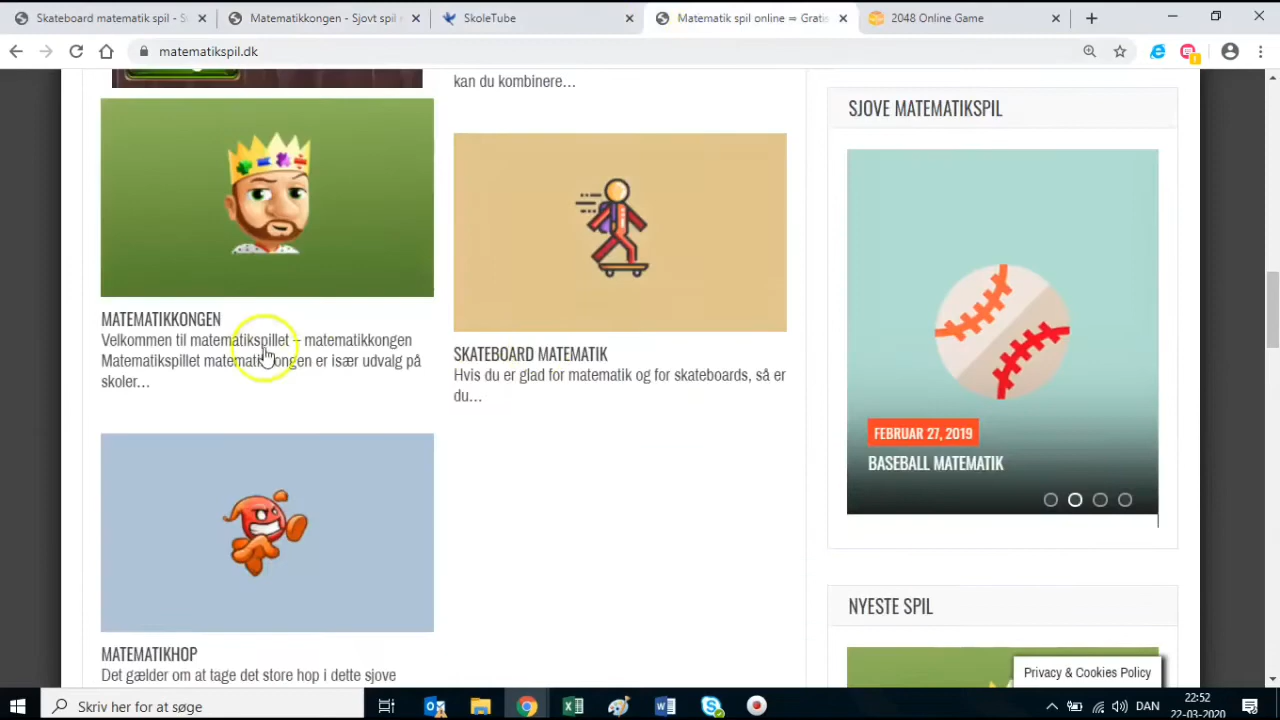 Skateboard matematik spil - S
Matematikkongen - Sjovt spil
SkoleTube
Matematik spil online = Gratis
2048 Online Game
matematikspil.dk
kan du kombinere...
MATEMATIKKONGEN
Velkommen til matematikspillet – matematikkongen
Matematikspillet matematikkongen er især udvalg på
skoler...
SKATEBOARD MATEMATIK
Hvis du er glad for matematik og for skateboards, så er
du...
MATEMATIKHOP
Det gælder om at tage det store hop i dette sjove
SJOVE MATEMATIKSPIL
FEBRUAR 27, 2019
BASEBALL MATEMATIK
NYESTE SPIL
Privacy & Cookies Policy
Skriv her for at søge
DAN
22:52
22-03-2020